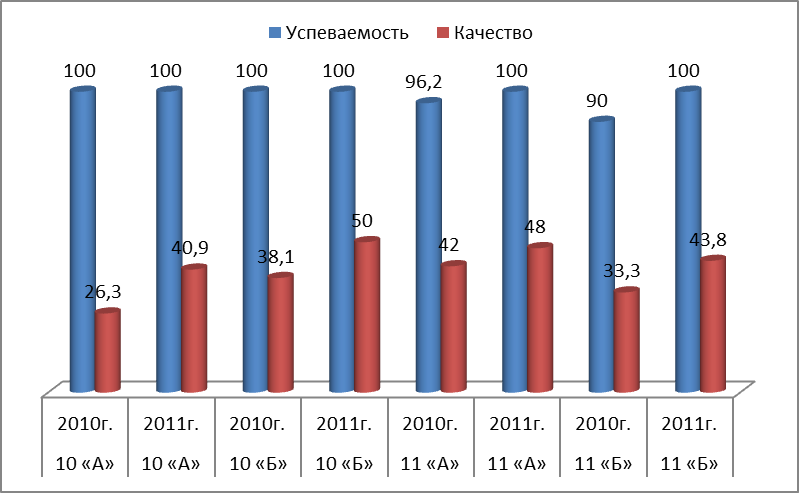 Успеваемость Качество
100 100 100 100 96,2 100 90 100
26,3 40,9 38,1 50 42 48 33,3 43,8
2010г. 2011г. 2010г. 2011г. 2010г. 2011г. 2010г. 2011г.
10 «А» 10 «А» 10 «Б» 10 «Б» 11 «А» 11 «А» 11 «Б» 11 «Б»